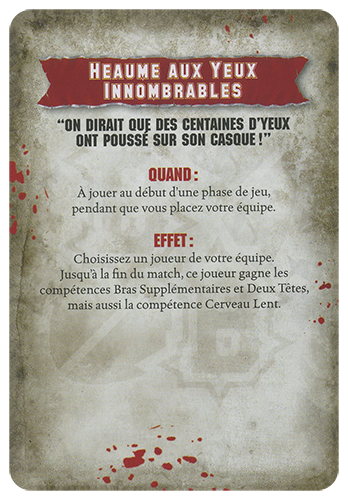 HEAUME AUX YEUX
INNOMBRABLES
“ON DIRAIT QUE DES CENTAINES D’YEUX
ONT POUSSÉ SUR SON CASQUE !”
QUAND :
À jouer au début d’une phase de jeu,
pendant que vous placez votre équipe.
EFFET :
Choisissez un joueur de votre équipe.
Jusqu’à la fin du match, ce joueur gagne les
compétences Bras Supplémentaires et Deux Têtes,
mais aussi la compétence Cerveau Lent.